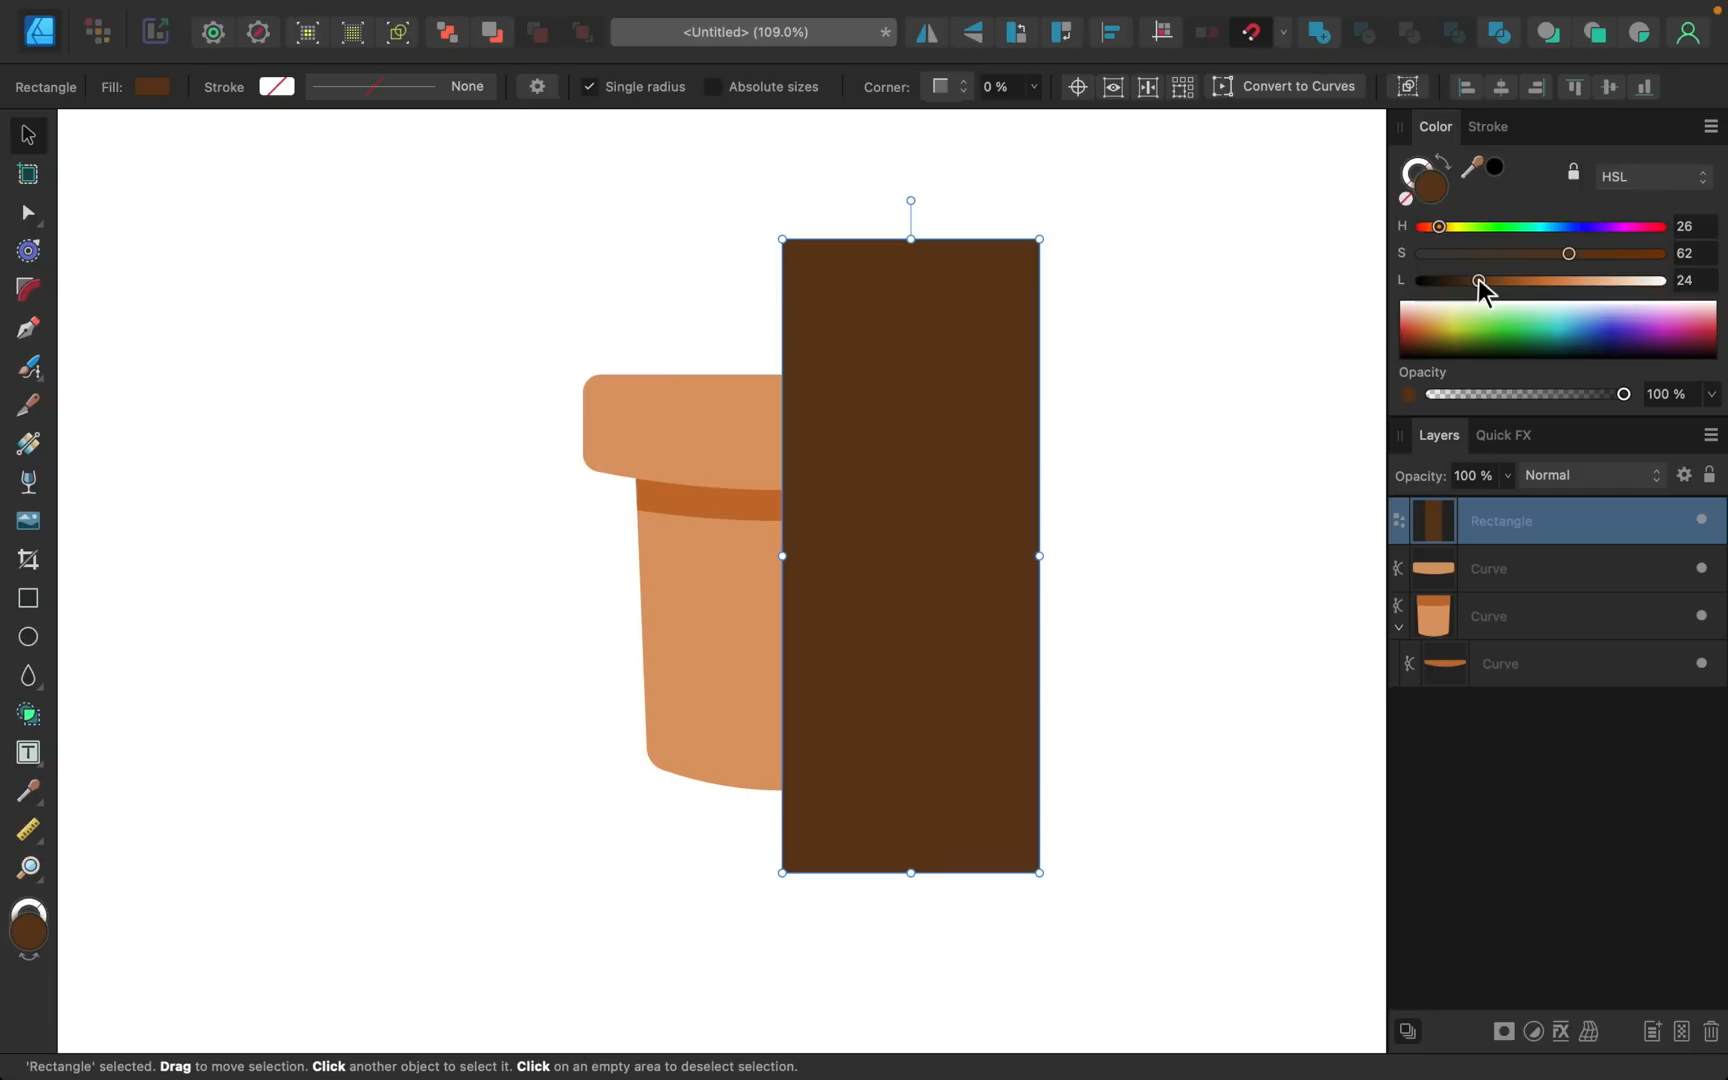 <Untitled> (109.0%)
*
Rectangle Fill: Stroke None Single radius Absolute sizes Corner: 0 % Convert to Curves
Color Stroke
HSL
H 26
S 62
L 24
Opacity
100 %
Layers Quick FX
Opacity: 100 % Normal
Rectangle
Curve
Curve
Curve
'Rectangle' selected. Drag to move selection. Click another object to select it. Click on an empty area to deselect selection.